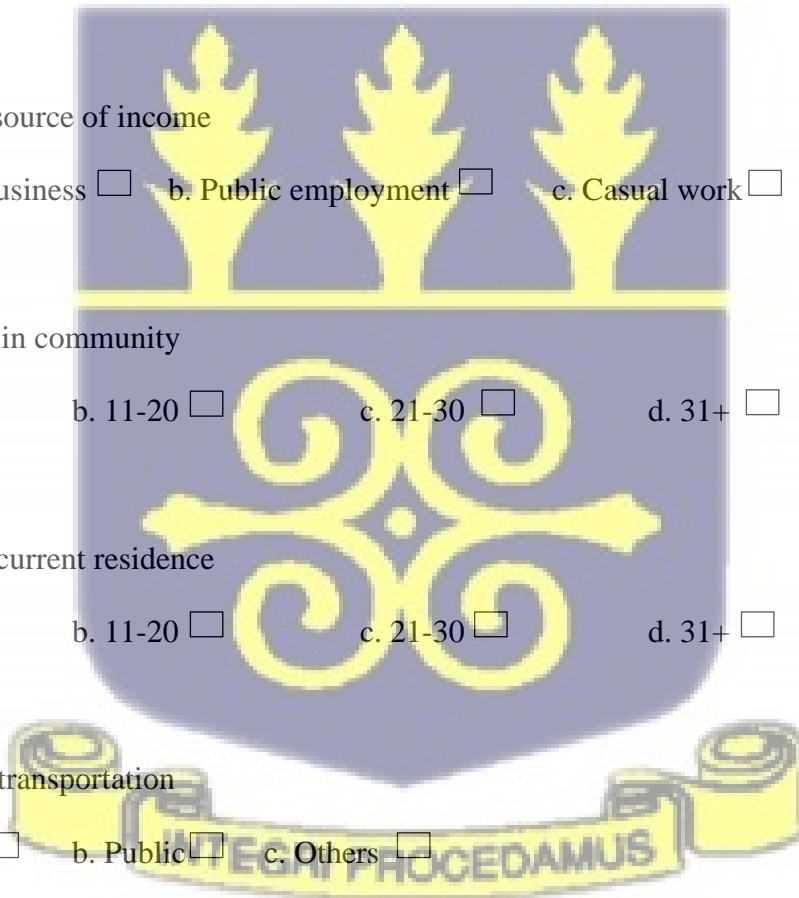 source of income
usiness ☐ b. Public employment ☐ c. Casual work ☐
in community
b. 11-20 ☐ c. 21-30 ☐ d. 31+ ☐
current residence
b. 11-20 ☐ c. 21-30 ☐ d. 31+ ☐
transportation
☐ b. Public ☐ c. Others ☐
INTEGRI PROCEDAMUS